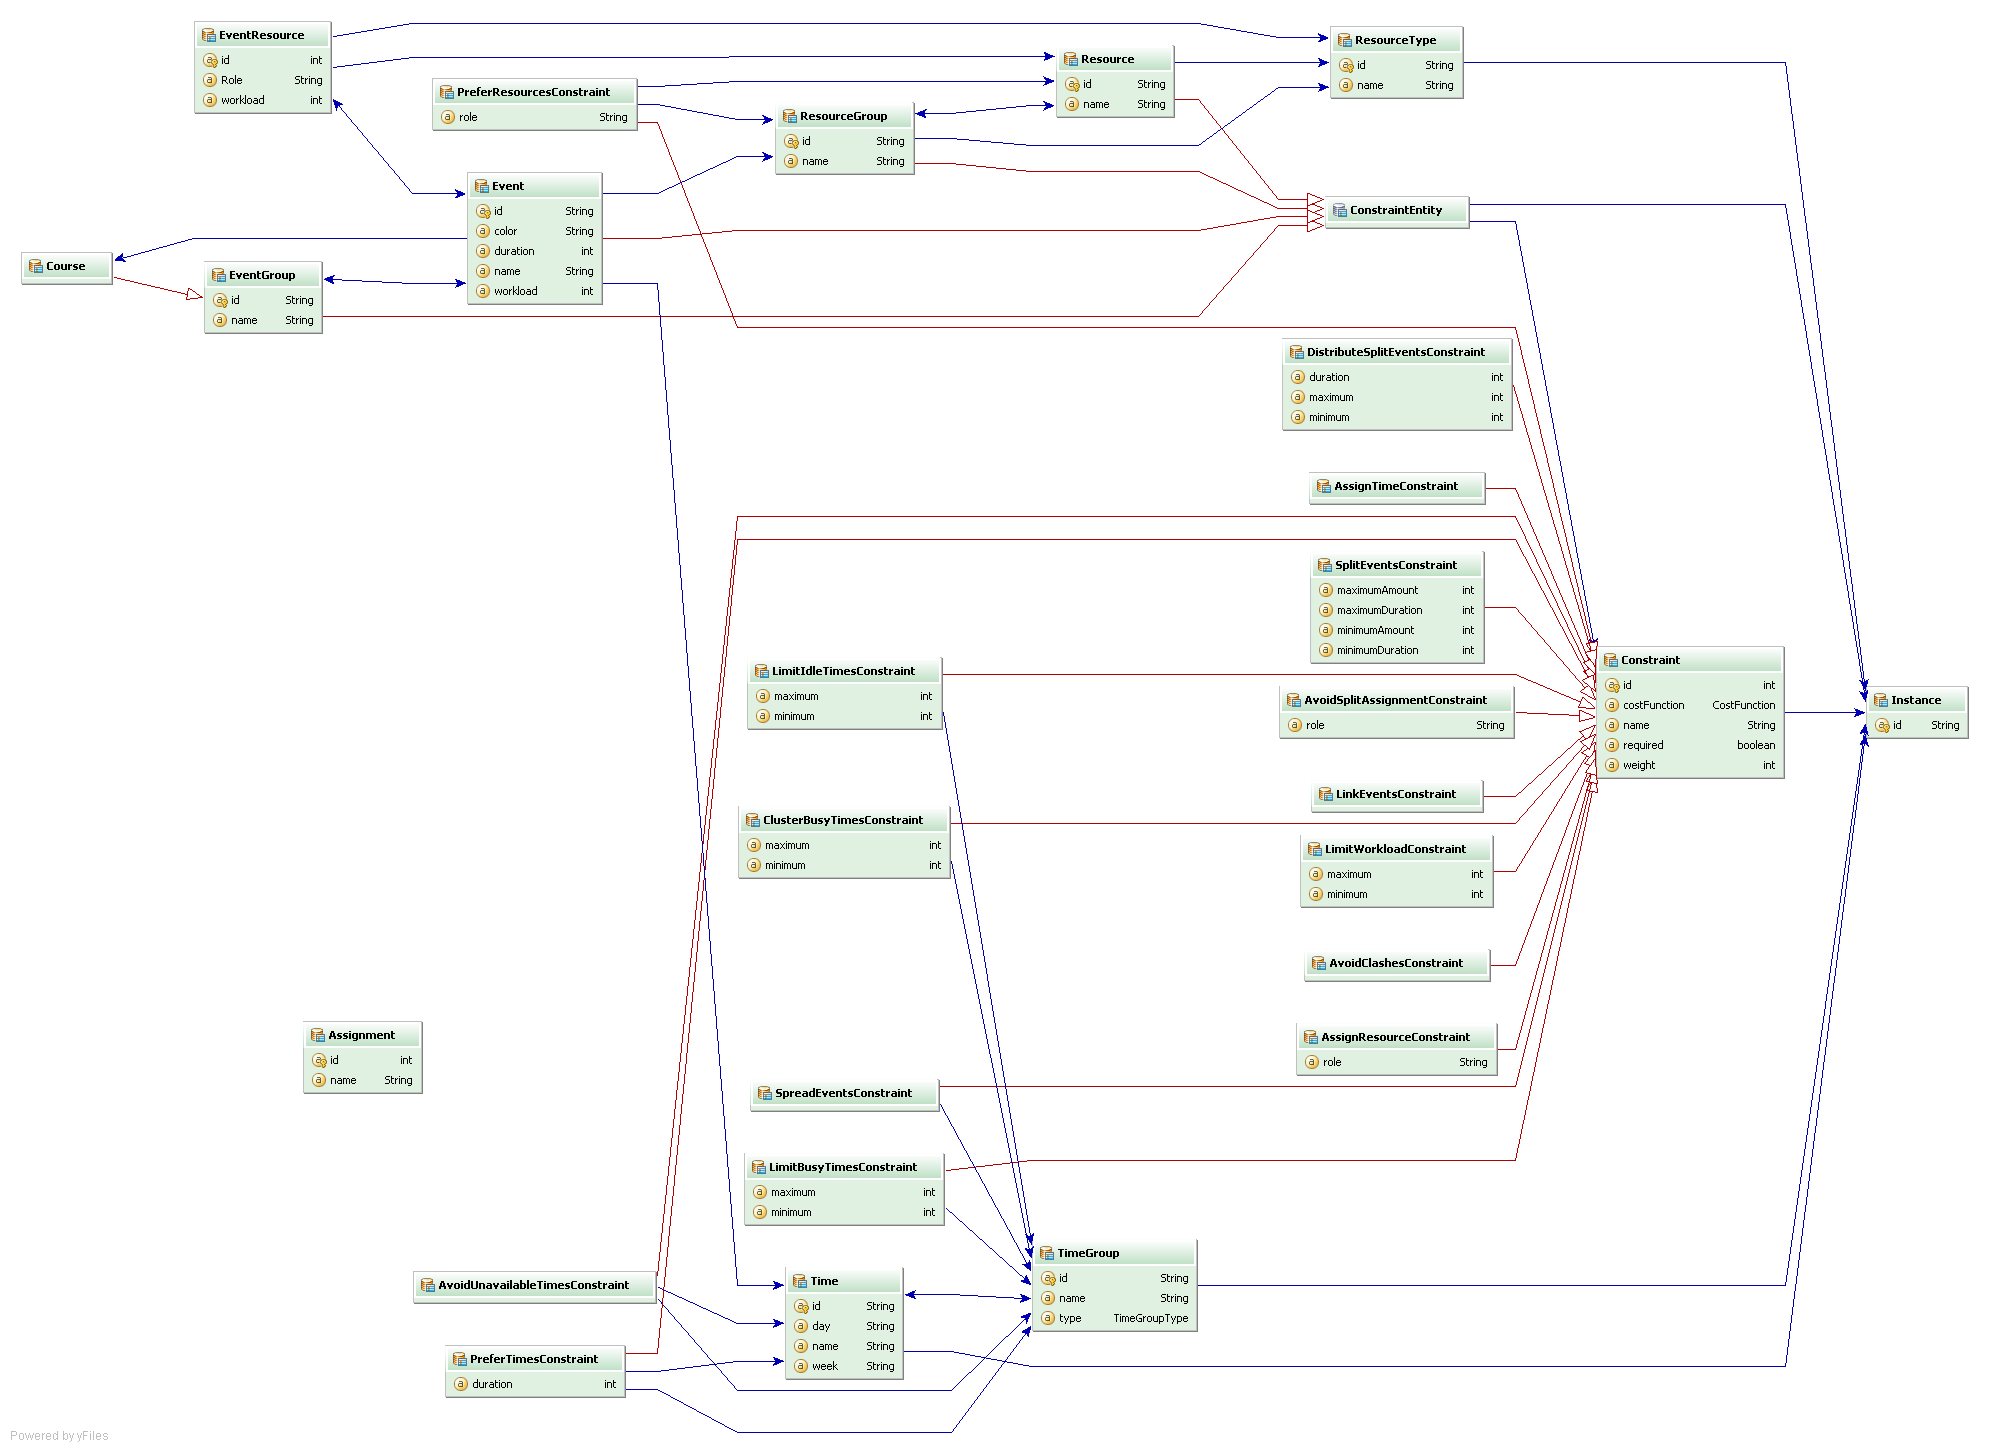 EventResource
id int
Role String
workload int
PreferResourcesConstraint
role String
Resource
id String
name String
ResourceType
id String
name String
ResourceGroup
id String
name String
Event
id String
color String
duration int
name String
workload int
ConstraintEntity
Course
EventGroup
id String
name String
DistributeSplitEventsConstraint
duration int
maximum int
minimum int
AssignTimeConstraint
SplitEventsConstraint
maximumAmount int
maximumDuration int
minimumAmount int
minimumDuration int
LimitIdleTimesConstraint
maximum int
minimum int
AvoidSplitAssignmentConstraint
role String
Constraint
id int
costFunction CostFunction
name String
required boolean
weight int
Instance
id String
LinkEventsConstraint
ClusterBusyTimesConstraint
maximum int
minimum int
LimitWorkloadConstraint
maximum int
minimum int
AvoidClashesConstraint
Assignment
id int
name String
AssignResourceConstraint
role String
SpreadEventsConstraint
LimitBusyTimesConstraint
maximum int
minimum int
TimeGroup
id String
name String
type TimeGroupType
AvoidUnavailableTimesConstraint
Time
id String
day String
name String
week String
PreferTimesConstraint
duration int
Powered by yFiles